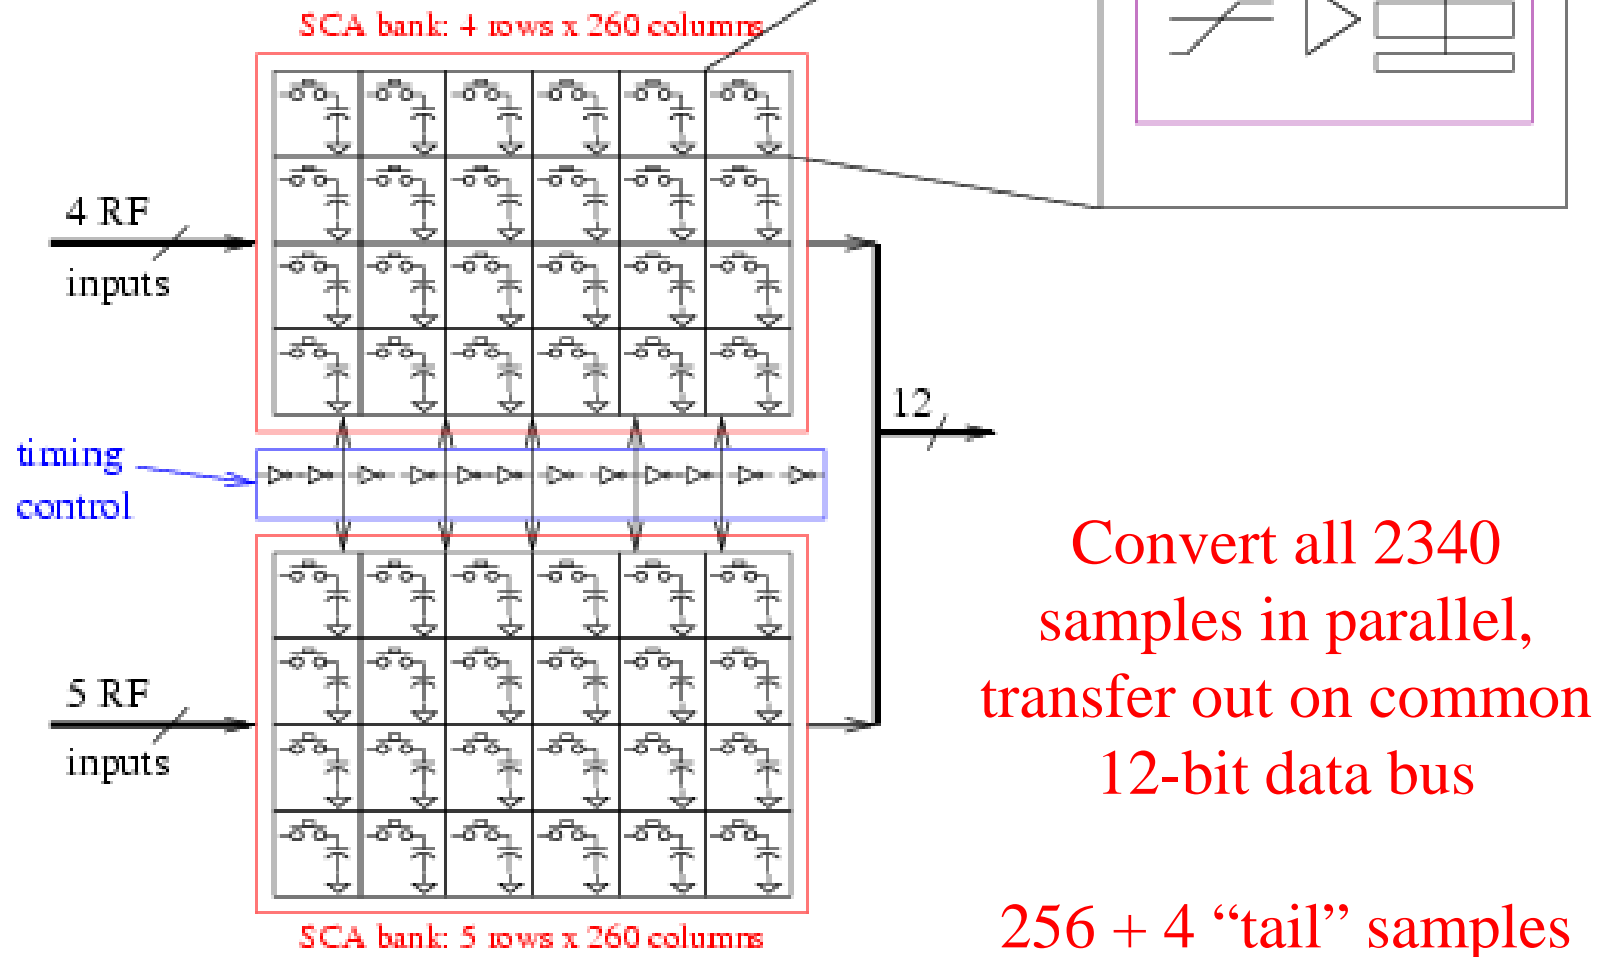 SCA bank: 4 rows x 260 columns
4 RF
inputs
12
timing
control
5 RF
inputs
SCA bank: 5 rows x 260 columns
Convert all 2340
samples in parallel,
transfer out on common
12-bit data bus
256 + 4 “tail” samples